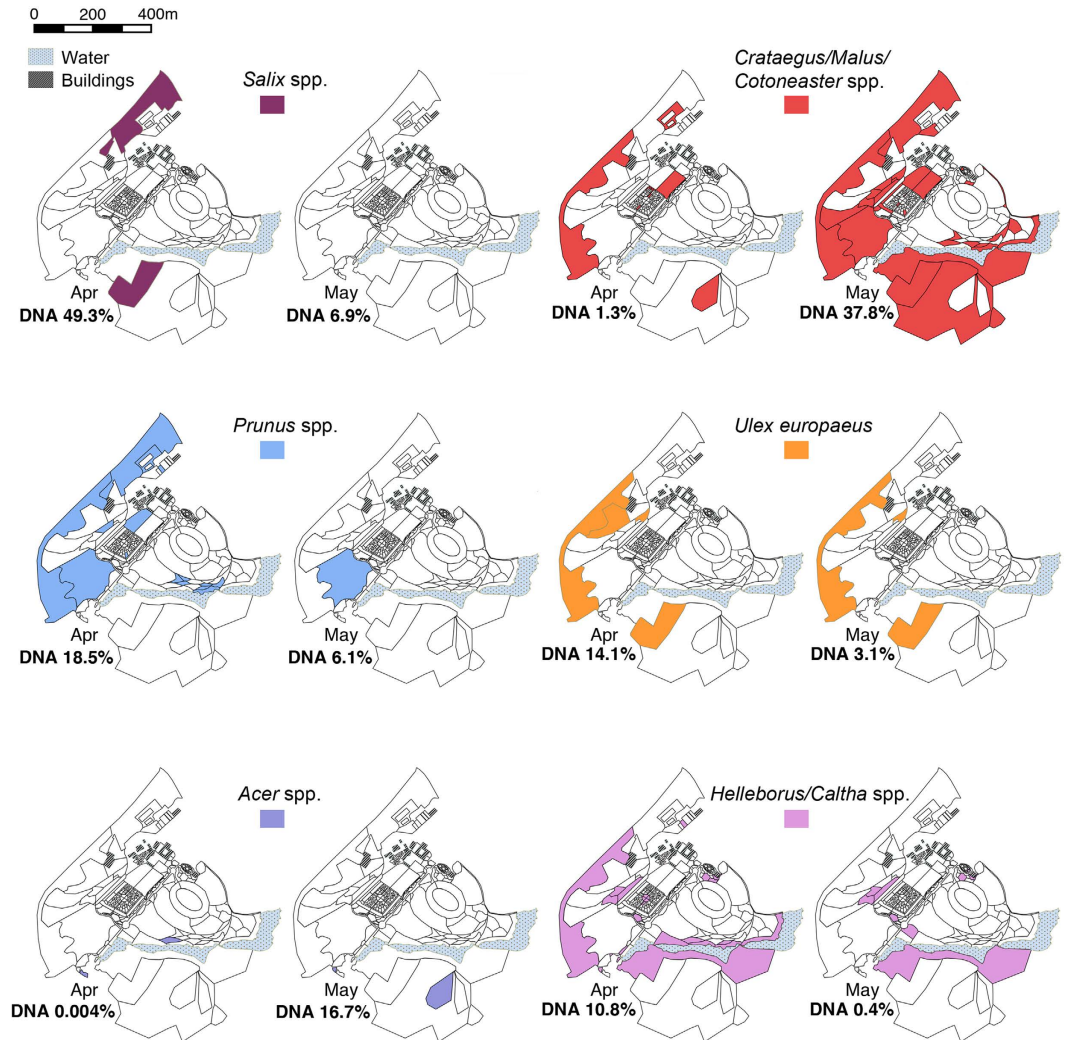 0 200 400m
Water
Buildings
Salix spp.
Crataegus/Malus/
Cotoneaster spp.
Apr
DNA 49.3%
May
DNA 6.9%
Apr
DNA 1.3%
May
DNA 37.8%
Prunus spp.
Ulex europaeus
Apr
DNA 18.5%
May
DNA 6.1%
Apr
DNA 14.1%
May
DNA 3.1%
Acer spp.
Helleborus/Caltha spp.
Apr
DNA 0.004%
May
DNA 16.7%
Apr
DNA 10.8%
May
DNA 0.4%